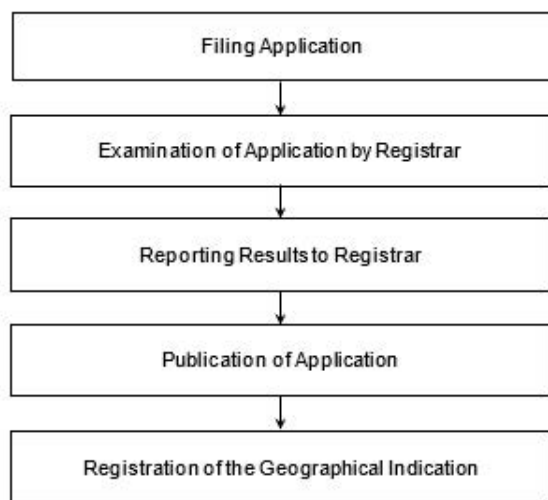 Filing Application
Examination of Application by Registrar
Reporting Results to Registrar
Publication of Application
Registration of the Geographical Indication